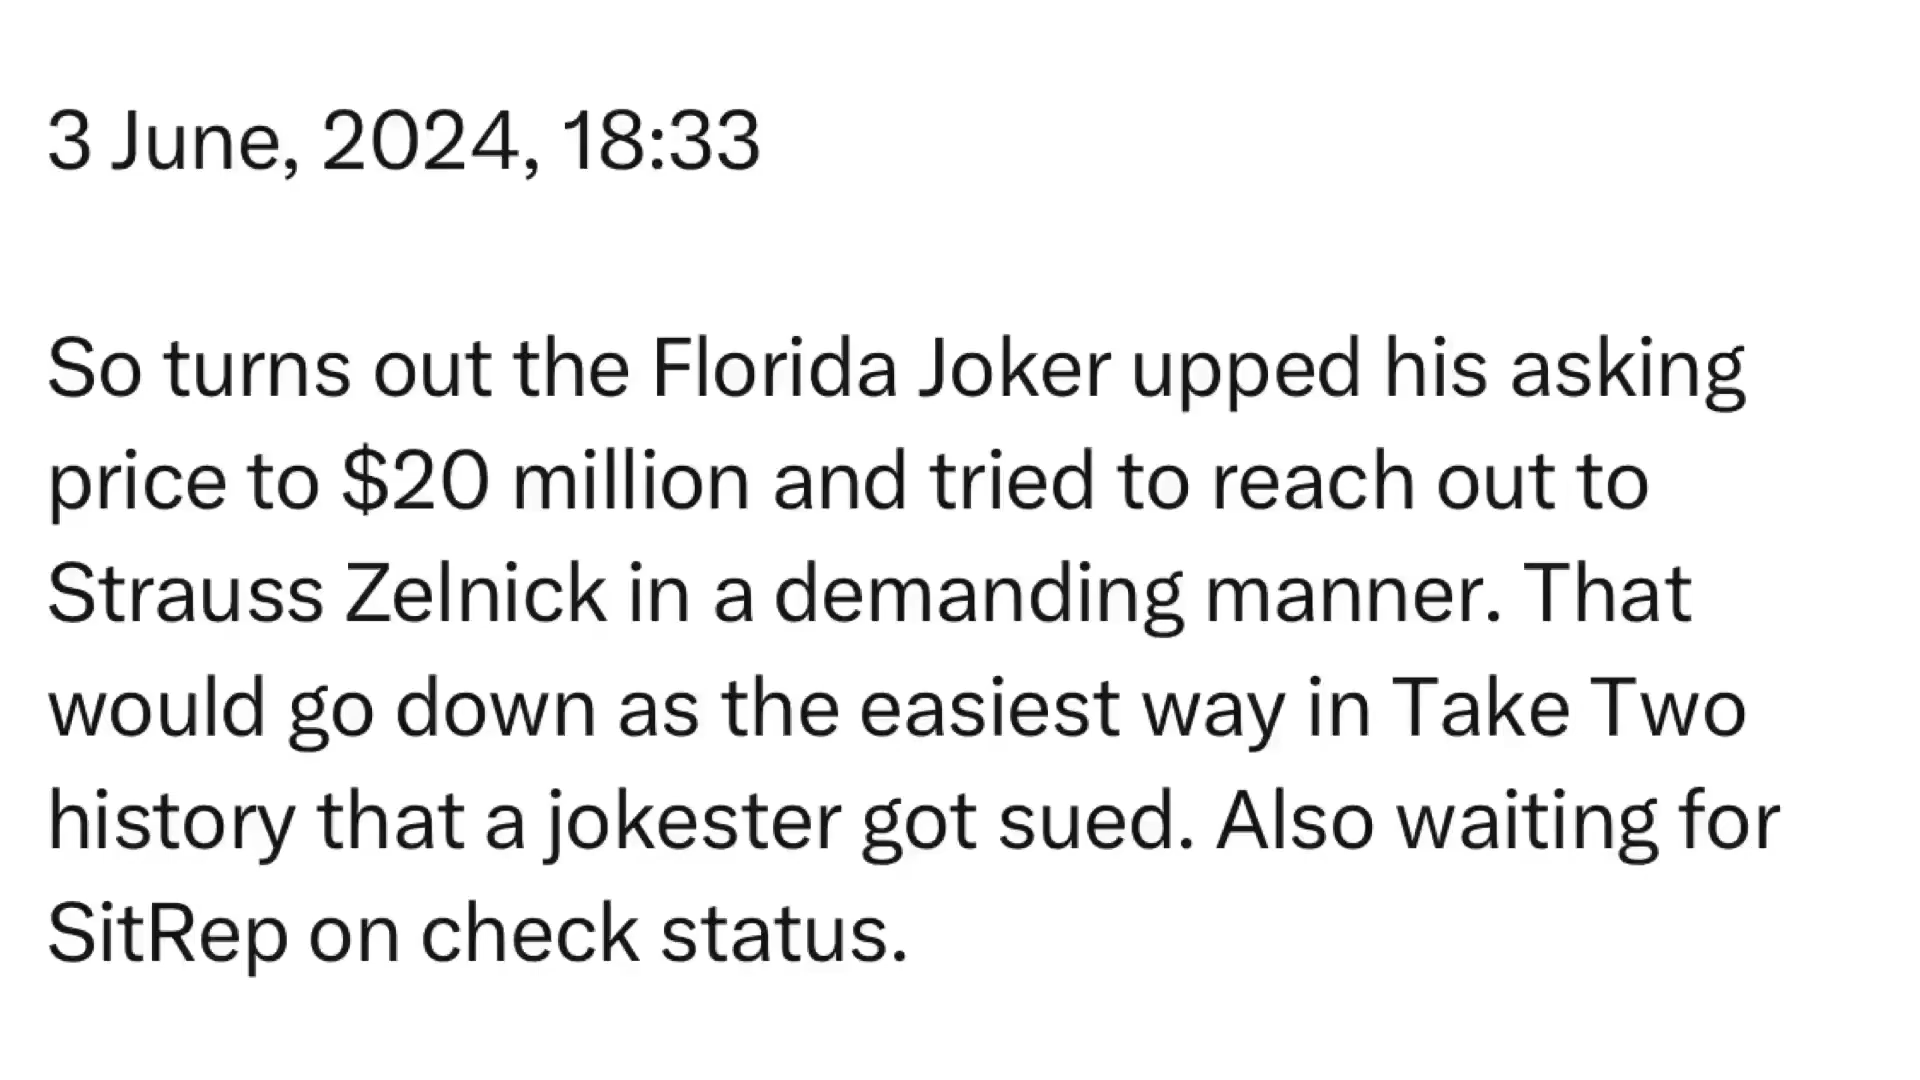 3 June, 2024, 18:33
So turns out the Florida Joker upped his asking
price to $20 million and tried to reach out to
Strauss Zelnick in a demanding manner. That
would go down as the easiest way in Take Two
history that a jokester got sued. Also waiting for
SitRep on check status.